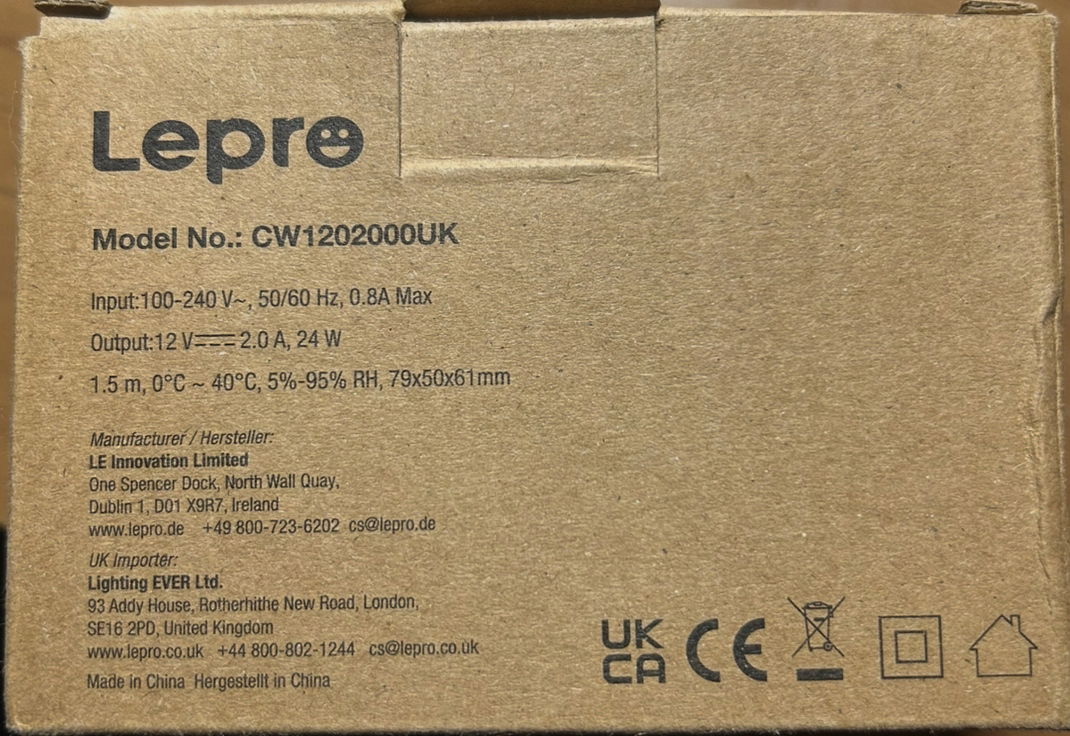 Lepro
Model No.: CW1202000UK
Input:100-240 V~, 50/60 Hz, 0.8A Max
Output:12 V⎓2.0 A, 24 W
1.5 m, 0°C ~ 40°C, 5%-95% RH, 79x50x61mm
Manufacturer / Hersteller:
LE Innovation Limited
One Spencer Dock, North Wall Quay,
Dublin 1, D01 X9R7, Ireland
www.lepro.de +49 800-723-6202 cs@lepro.de
UK Importer:
Lighting EVER Ltd.
93 Addy House, Rotherhithe New Road, London,
SE16 2PD, United Kingdom
www.lepro.co.uk +44 800-802-1244 cs@lepro.co.uk
Made in China Hergestellt in China
UK
CA CE